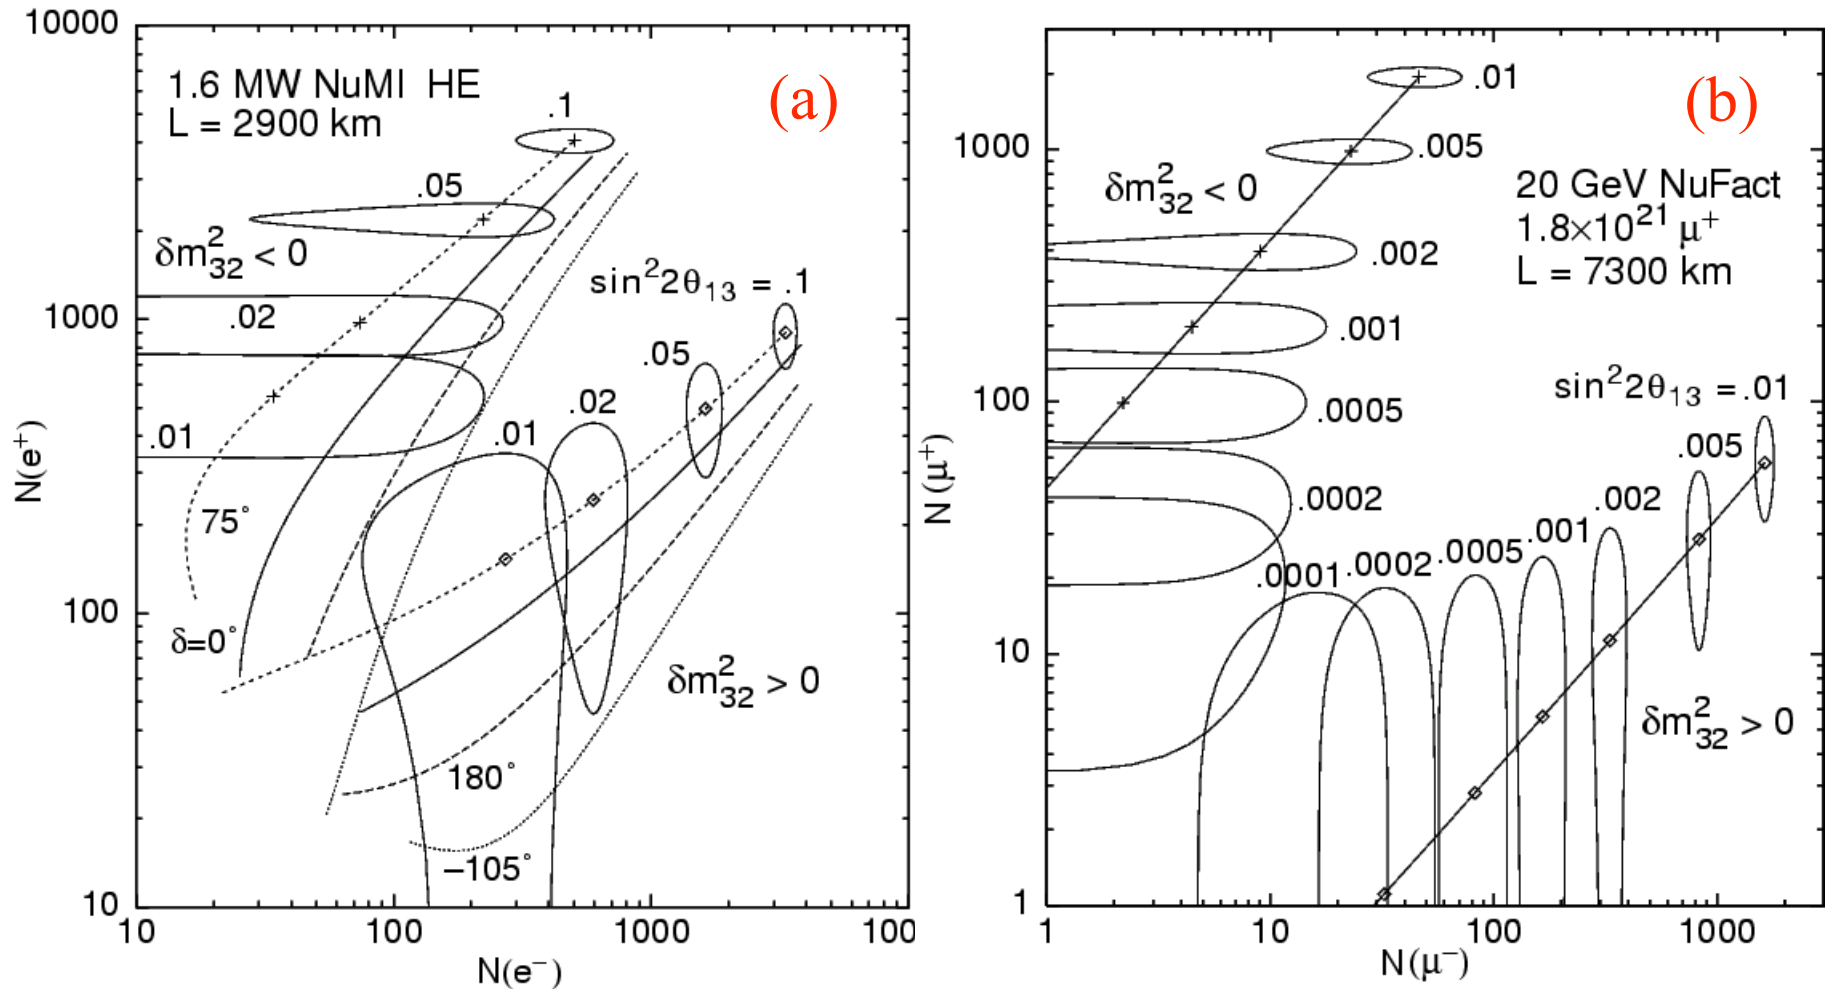 10000
1000
100
10
N(e⁺)
1.6 MW NuMI HE
L = 2900 km
(a)
.1
.05
δm²₃₂ < 0
.02
.01
75°
δ=0°
sin²2θ₁₃ = .1
.05
.02
.01
δm²₃₂ > 0
180°
−105°
10
100
1000
100
N(e⁻)
1000
100
10
1
N(μ⁺)
(b)
.01
.005
δm²₃₂ < 0
20 GeV NuFact
1.8×10²¹ μ⁺
L = 7300 km
.002
.001
.0005
.0002
.0001
sin²2θ₁₃ = .01
.005
.002
.001
.0005
.0002
δm²₃₂ > 0
1
10
100
1000
N(μ⁻)